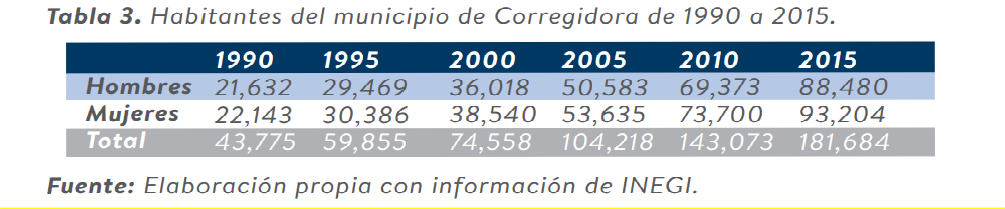 Tabla 3. Habitantes del municipio de Corregidora de 1990 a 2015.
1990 1995 2000 2005 2010 2015
Hombres 21,632 29,469 36,018 50,583 69,373 88,480
Mujeres 22,143 30,386 38,540 53,635 73,700 93,204
Total 43,775 59,855 74,558 104,218 143,073 181,684
Fuente: Elaboración propia con información de INEGI.